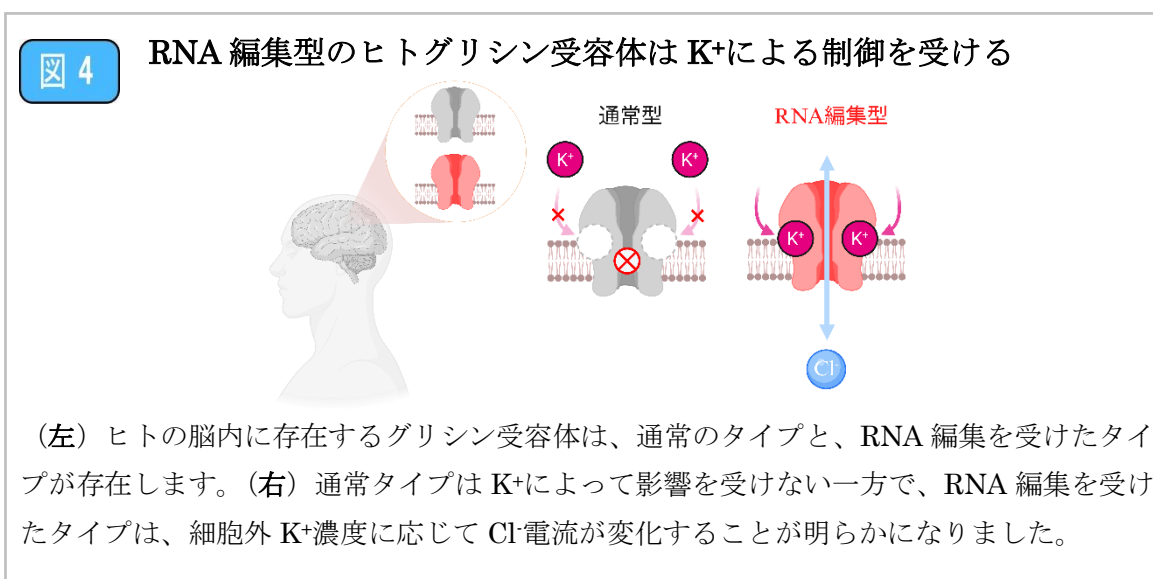 図 4
RNA 編集型のヒトグリシン受容体は K⁺による制御を受ける
通常型
RNA編集型
K⁺
K⁺
K⁺
K⁺
Cl⁻
（左）ヒトの脳内に存在するグリシン受容体は、通常のタイプと、RNA 編集を受けたタイ
プが存在します。（右）通常タイプは K⁺によって影響を受けない一方で、RNA 編集を受け
たタイプは、細胞外 K⁺濃度に応じて Cl⁻電流が変化することが明らかになりました。